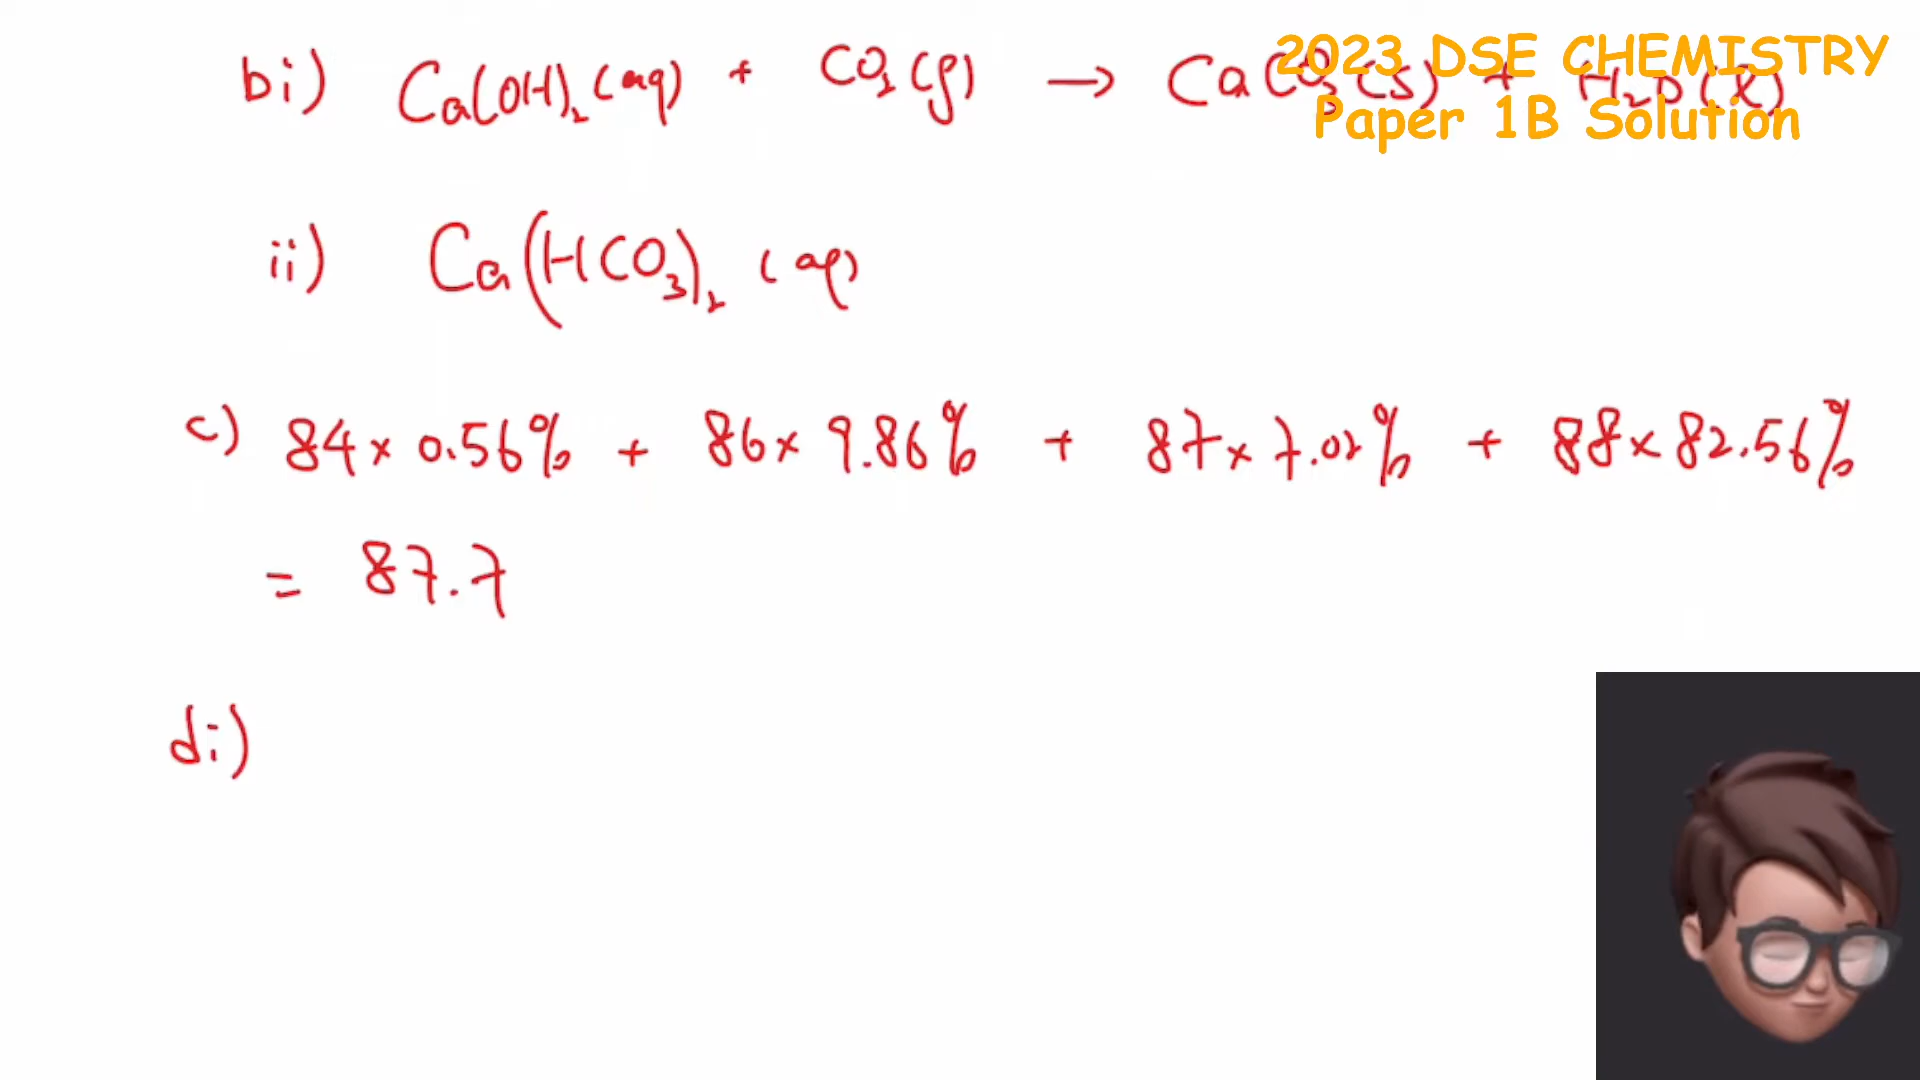 2023 DSE CHEMISTRY
Paper 1B Solution
bi) Ca(OH)₂(aq) + CO₂(g) → CaCO₃(s) + H₂O(l)
ii) Ca(HCO₃)₂ (aq)
c) 84 × 0.56% + 86 × 9.86% + 87 × 7.02% + 88 × 82.56%
= 87.7
di)